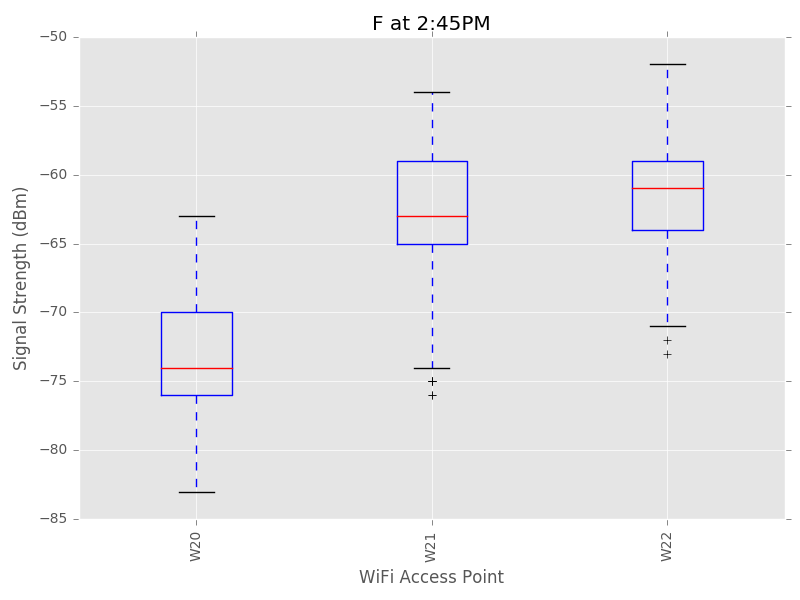 F at 2:45PM
−50
−55
−60
−65
−70
−75
−80
−85
Signal Strength (dBm)
W20
W21
W22
WiFi Access Point